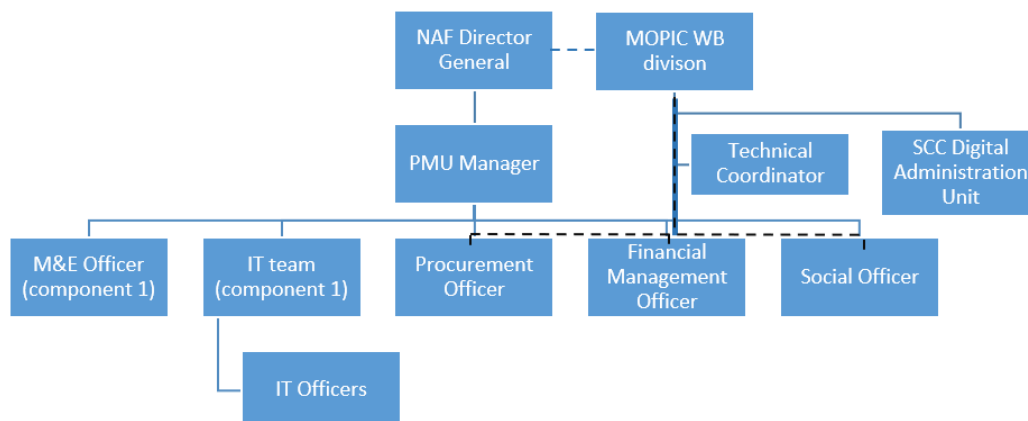 NAF Director
General
MOPIC WB
divison
PMU Manager
Technical
Coordinator
SCC Digital
Administration
Unit
M&E Officer
(component 1)
IT team
(component 1)
Procurement
Officer
Financial
Management
Officer
Social Officer
IT Officers